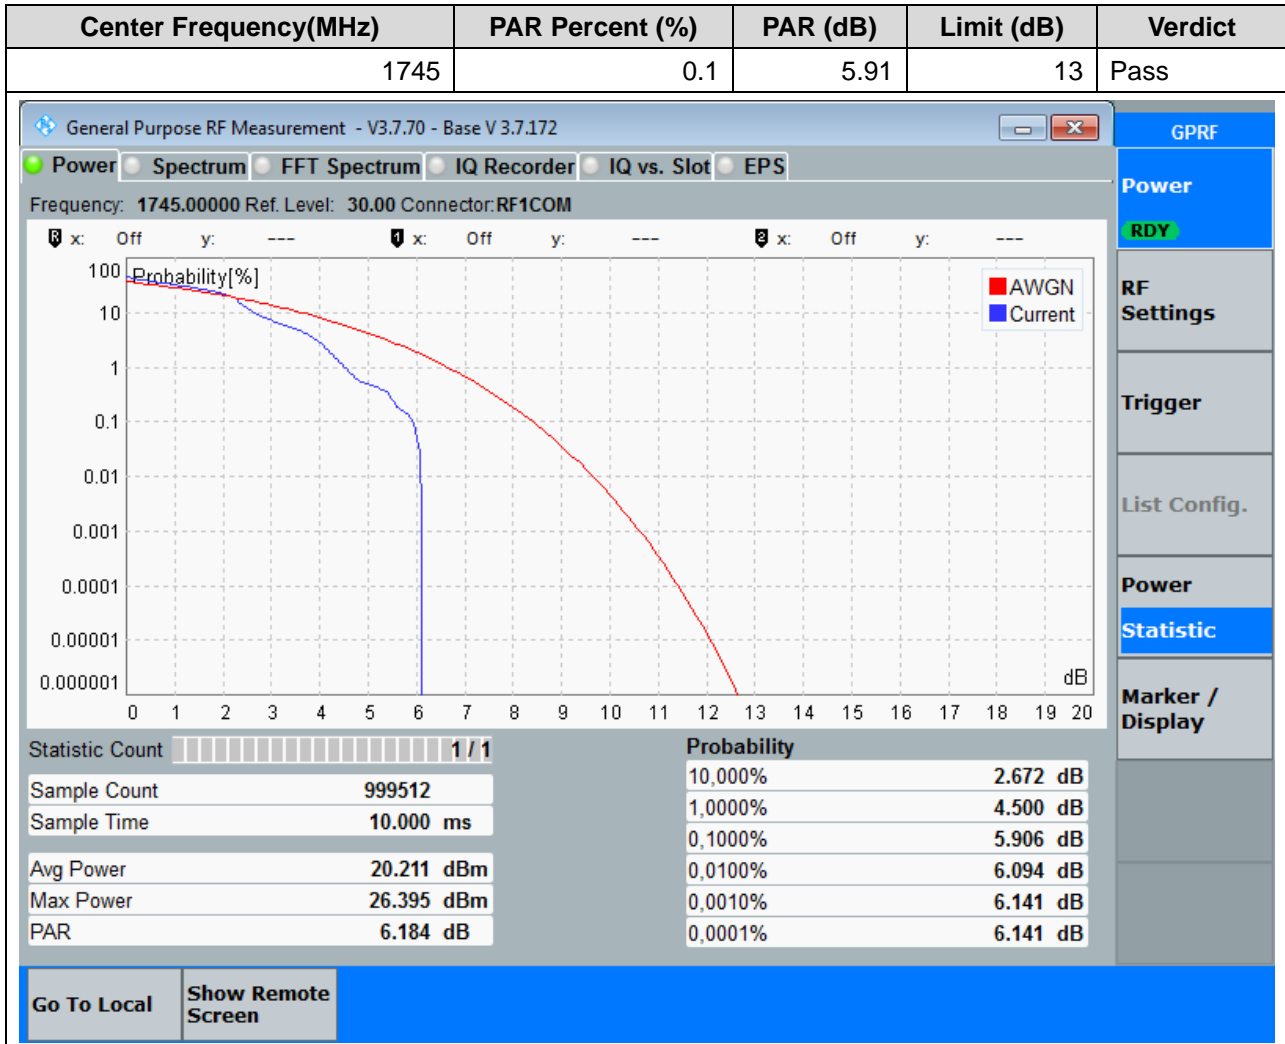 Center Frequency(MHz) PAR Percent (%) PAR (dB) Limit (dB) Verdict
1745 0.1 5.91 13 Pass
General Purpose RF Measurement - V3.7.70 - Base V 3.7.172
GPRF
Power Spectrum FFT Spectrum IQ Recorder IQ vs. Slot EPS
Frequency: 1745.00000 Ref. Level: 30.00 Connector:RF1COM
R x: Off y: --- 1 x: Off y: --- 2 x: Off y: ---
Probability[%]
AWGN
Current
100
10
1
0.1
0.01
0.001
0.0001
0.00001
0.000001
dB
0 1 2 3 4 5 6 7 8 9 10 11 12 13 14 15 16 17 18 19 20
Statistic Count 1 / 1
Sample Count 999512
Sample Time 10.000 ms
Avg Power 20.211 dBm
Max Power 26.395 dBm
PAR 6.184 dB
Probability
10,000% 2.672 dB
1,0000% 4.500 dB
0,1000% 5.906 dB
0,0100% 6.094 dB
0,0010% 6.141 dB
0,0001% 6.141 dB
Power
RDY
RF
Settings
Trigger
List Config.
Power
Statistic
Marker /
Display
Go To Local
Show Remote
Screen